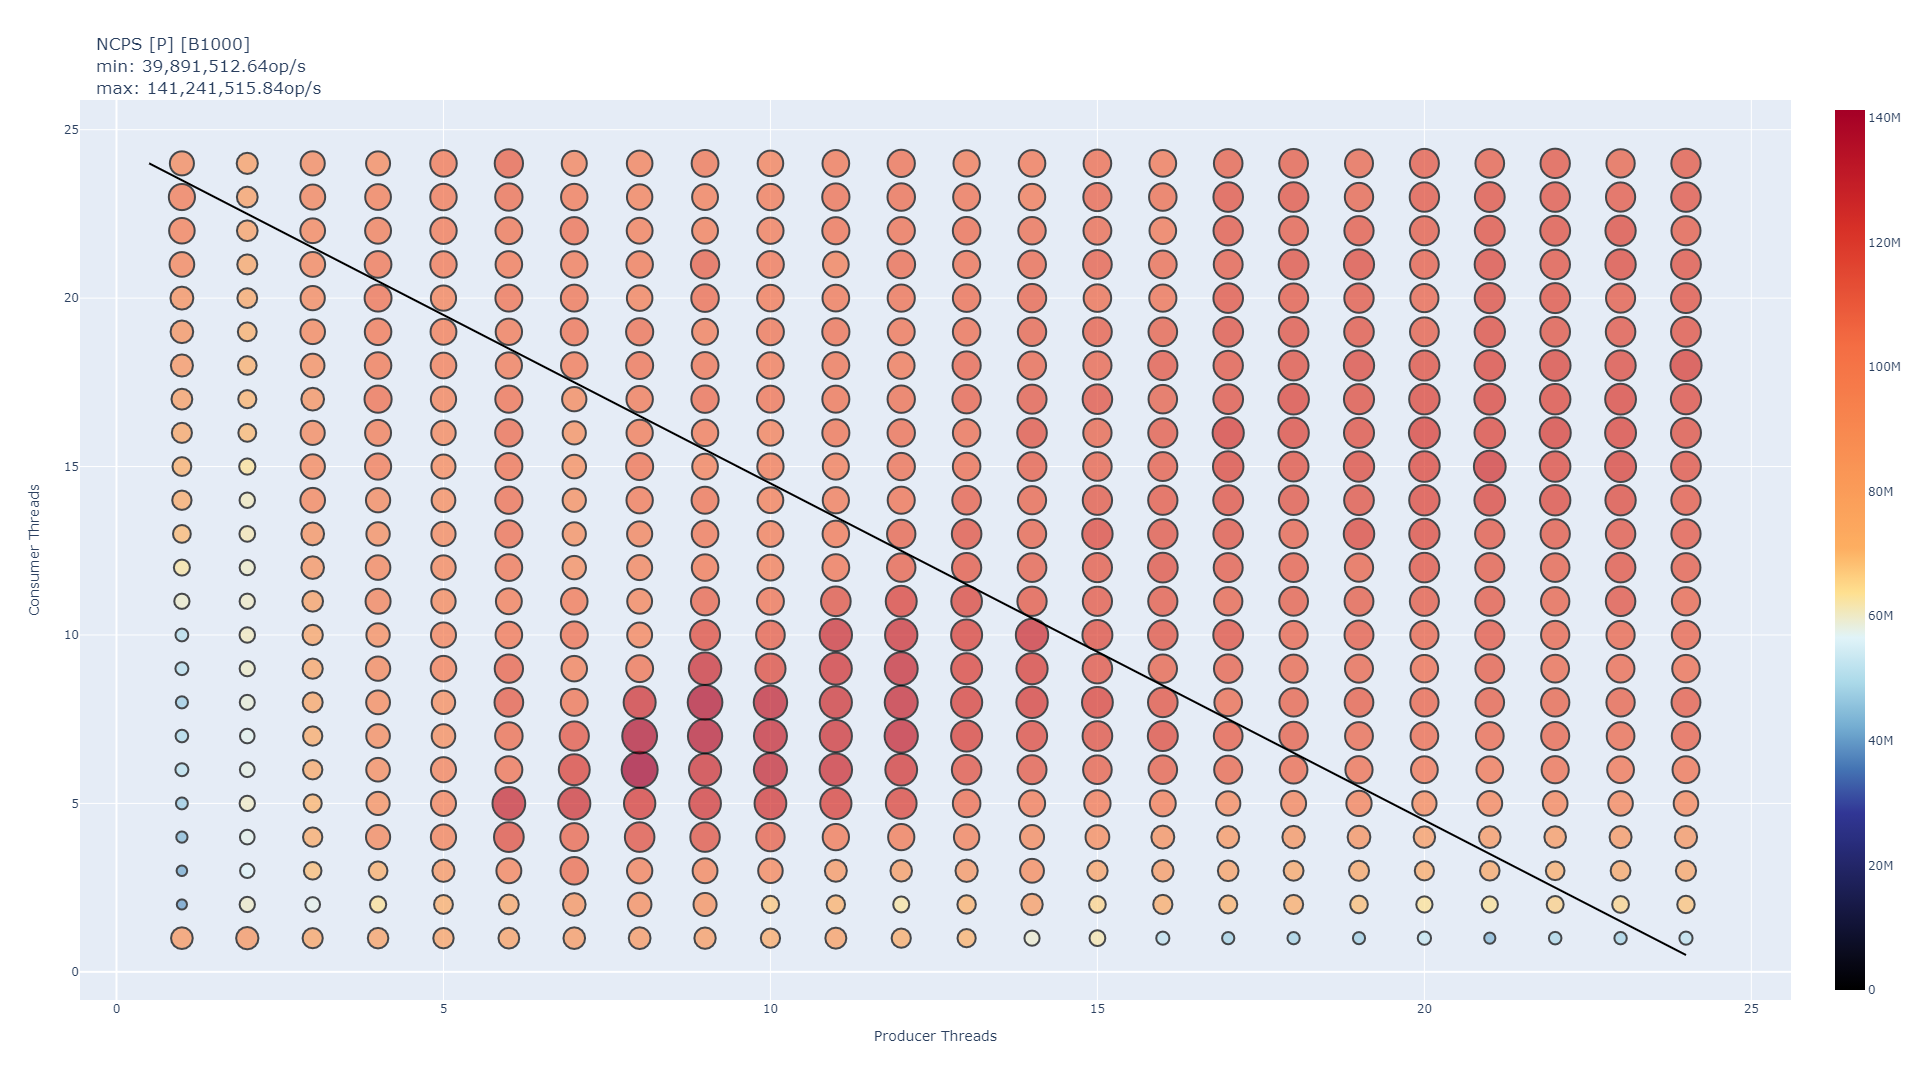 NCPS [P] [B1000]
min: 39,891,512.64op/s
max: 141,241,515.84op/s
25
20
15
10
5
0
Consumer Threads
0 5 10 15 20 25
Producer Threads
140M
120M
100M
80M
60M
40M
20M
0